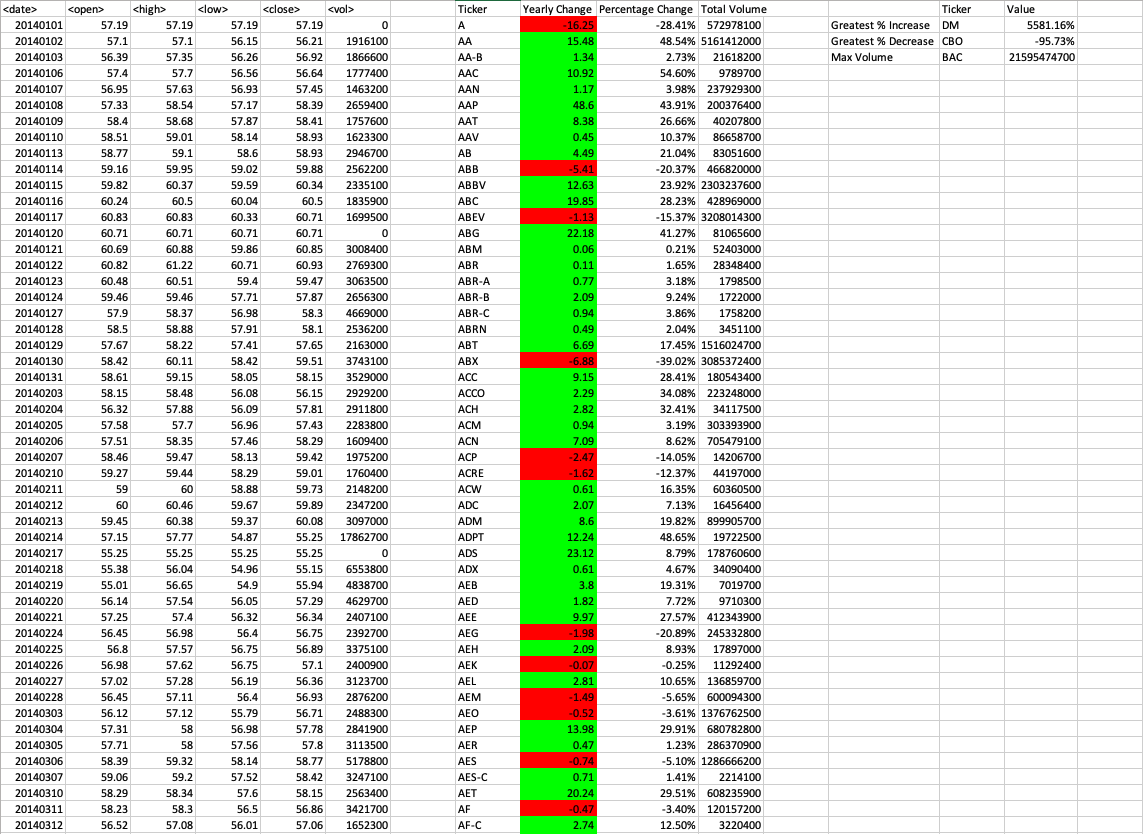 <date> <open> <high> <low> <close> <vol> Ticker Yearly Change Percentage Change Total Volume Ticker Value
20140101 57.19 57.19 57.19 57.19 0 A -16.25 -28.41% 572978100 Greatest % Increase DM 5581.16%
20140102 57.1 57.1 56.15 56.21 1916100 AA 15.48 48.54% 5161412000 Greatest % Decrease CBO -95.73%
20140103 56.39 57.35 56.26 56.92 1866600 AA-B 1.34 2.73% 21618200 Max Volume BAC 21595474700
20140106 57.4 57.7 56.56 56.64 1777400 AAC 10.92 54.60% 9789700
20140107 56.95 57.63 56.93 57.45 1463200 AAN 1.17 3.98% 237929300
20140108 57.33 58.54 57.17 58.39 2659400 AAP 48.6 43.91% 200376400
20140109 58.4 58.68 57.87 58.41 1757600 AAT 8.38 26.66% 40207800
20140110 58.51 59.01 58.14 58.93 1623300 AAV 0.45 10.37% 86658700
20140113 58.77 59.1 58.6 58.93 2946700 AB 4.49 21.04% 83051600
20140114 59.16 59.95 59.02 59.88 2562200 ABB -5.41 -20.37% 466820000
20140115 59.82 60.37 59.59 60.34 2335100 ABBV 12.63 23.92% 2303237600
20140116 60.24 60.5 60.04 60.5 1835900 ABC 19.85 28.23% 428969000
20140117 60.83 60.83 60.33 60.71 1699500 ABEV -1.13 -15.37% 3208014300
20140120 60.71 60.71 60.71 60.71 0 ABG 22.18 41.27% 81065600
20140121 60.69 60.88 59.86 60.85 3008400 ABM 0.06 0.21% 52403000
20140122 60.82 61.22 60.71 60.93 2769300 ABR 0.11 1.65% 28348400
20140123 60.48 60.51 59.4 59.47 3063500 ABR-A 0.77 3.18% 1798500
20140124 59.46 59.46 57.71 57.87 2656300 ABR-B 2.09 9.24% 1722000
20140127 57.9 58.37 56.98 58.3 4669000 ABR-C 0.94 3.86% 1758200
20140128 58.5 58.88 57.91 58.1 2536200 ABRN 0.49 2.04% 3451100
20140129 57.67 58.22 57.41 57.65 2163000 ABT 6.69 17.45% 1516024700
20140130 58.42 60.11 58.42 59.51 3743100 ABX -6.88 -39.02% 3085372400
20140131 58.61 59.15 58.05 58.15 3529000 ACC 9.15 28.41% 180543400
20140203 58.15 58.48 56.08 56.15 2929200 ACCO 2.29 34.08% 223248000
20140204 56.32 57.88 56.09 57.81 2911800 ACH 2.82 32.41% 34117500
20140205 57.58 57.7 56.96 57.43 2283800 ACM 0.94 3.19% 303393900
20140206 57.51 58.35 57.46 58.29 1609400 ACN 7.09 8.62% 705479100
20140207 58.46 59.47 58.13 59.42 1975200 ACP -2.47 -14.05% 14206700
20140210 59.27 59.44 58.29 59.01 1760400 ACRE -1.62 -12.37% 44197000
20140211 59 60 58.88 59.73 2148200 ACW 0.61 16.35% 60360500
20140212 60 60.46 59.67 59.89 2347200 ADC 2.07 7.13% 16456400
20140213 59.45 60.38 59.37 60.08 3097000 ADM 8.6 19.82% 899905700
20140214 57.15 57.77 54.87 55.25 17862700 ADPT 12.24 48.65% 19722500
20140217 55.25 55.25 55.25 55.25 0 ADS 23.12 8.79% 178760600
20140218 55.38 56.04 54.96 55.15 6553800 ADX 0.61 4.67% 34090400
20140219 55.01 56.65 54.9 55.94 4838700 AEB 3.8 19.31% 7019700
20140220 56.14 57.54 56.05 57.29 4629700 AED 1.82 7.72% 9710300
20140221 57.25 57.4 56.32 56.34 2407100 AEE 9.97 27.57% 412343900
20140224 56.45 56.98 56.4 56.75 2392700 AEG -1.98 -20.89% 245332800
20140225 56.8 57.57 56.75 56.89 3375100 AEH 2.09 8.93% 17897000
20140226 56.98 57.62 56.75 57.1 2400900 AEK -0.07 -0.25% 11292400
20140227 57.02 57.28 56.19 56.36 3123700 AEL 2.81 10.65% 136859700
20140228 56.45 57.11 56.4 56.93 2876200 AEM -1.49 -5.65% 600094300
20140303 56.12 57.12 55.79 56.71 2488300 AEO -0.52 -3.61% 1376762500
20140304 57.31 58 56.98 57.78 2841900 AEP 13.98 29.91% 680782800
20140305 57.71 58 57.56 57.8 3113500 AER 0.47 1.23% 286370900
20140306 58.39 59.32 58.14 58.77 5178800 AES -0.74 -5.10% 1286666200
20140307 59.06 59.2 57.52 58.42 3247100 AES-C 0.71 1.41% 2214100
20140310 58.29 58.34 57.6 58.15 2563400 AET 20.24 29.51% 608235900
20140311 58.23 58.3 56.5 56.86 3421700 AF -0.47 -3.40% 120157200
20140312 56.52 57.08 56.01 57.06 1652300 AF-C 2.74 12.50% 3220400